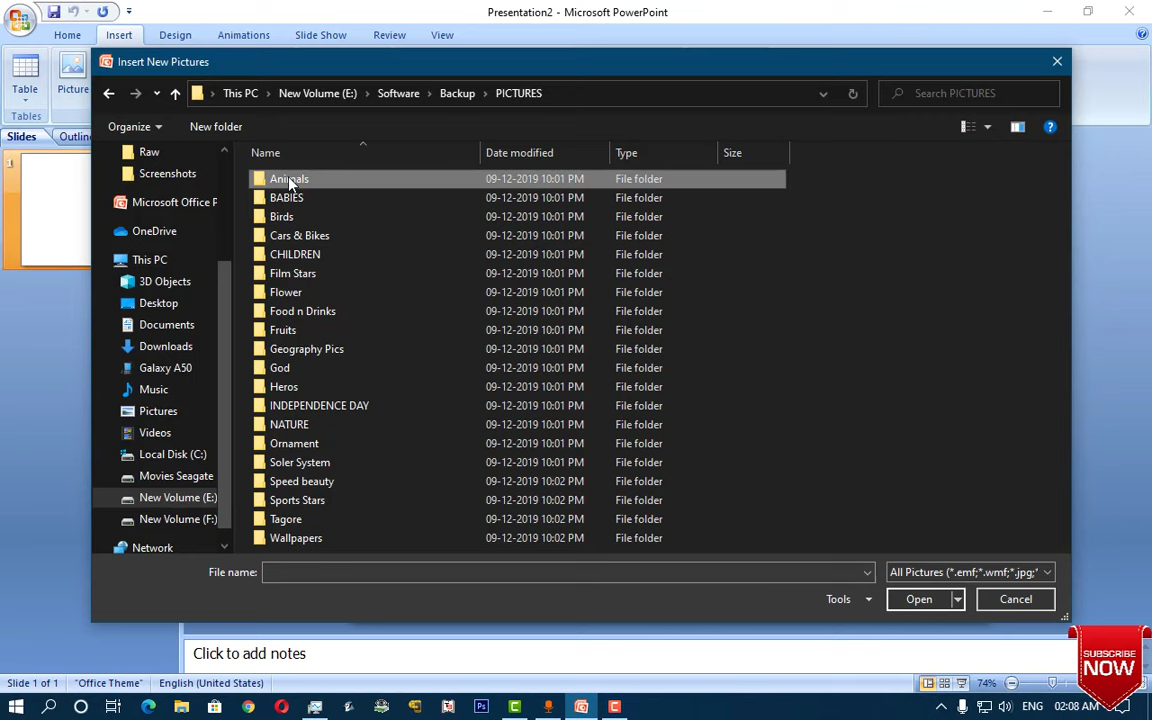 Presentation2 - Microsoft PowerPoint
Home Insert Design Animations Slide Show Review View
Table Picture
Tables
Slides Outlin
1
Insert New Pictures
This PC > New Volume (E:) > Software > Backup > PICTURES
Search PICTURES
Organize New folder
Name Date modified Type Size
Raw
Screenshots
Microsoft Office P
OneDrive
This PC
3D Objects
Desktop
Documents
Downloads
Galaxy A50
Music
Pictures
Videos
Local Disk (C:)
Movies Seagate
New Volume (E:)
New Volume (F:)
Network
Animals 09-12-2019 10:01 PM File folder
BABIES 09-12-2019 10:01 PM File folder
Birds 09-12-2019 10:01 PM File folder
Cars & Bikes 09-12-2019 10:01 PM File folder
CHILDREN 09-12-2019 10:01 PM File folder
Film Stars 09-12-2019 10:01 PM File folder
Flower 09-12-2019 10:01 PM File folder
Food n Drinks 09-12-2019 10:01 PM File folder
Fruits 09-12-2019 10:01 PM File folder
Geography Pics 09-12-2019 10:01 PM File folder
God 09-12-2019 10:01 PM File folder
Heros 09-12-2019 10:01 PM File folder
INDEPENDENCE DAY 09-12-2019 10:01 PM File folder
NATURE 09-12-2019 10:01 PM File folder
Ornament 09-12-2019 10:01 PM File folder
Soler System 09-12-2019 10:01 PM File folder
Speed beauty 09-12-2019 10:02 PM File folder
Sports Stars 09-12-2019 10:02 PM File folder
Tagore 09-12-2019 10:02 PM File folder
Wallpapers 09-12-2019 10:02 PM File folder
File name: All Pictures (*.emf;*.wmf;*.jpg;*
Tools Open Cancel
Click to add notes
SUBSCRIBE
NOW
Slide 1 of 1 "Office Theme" English (United States) 74%
ENG 02:08 AM